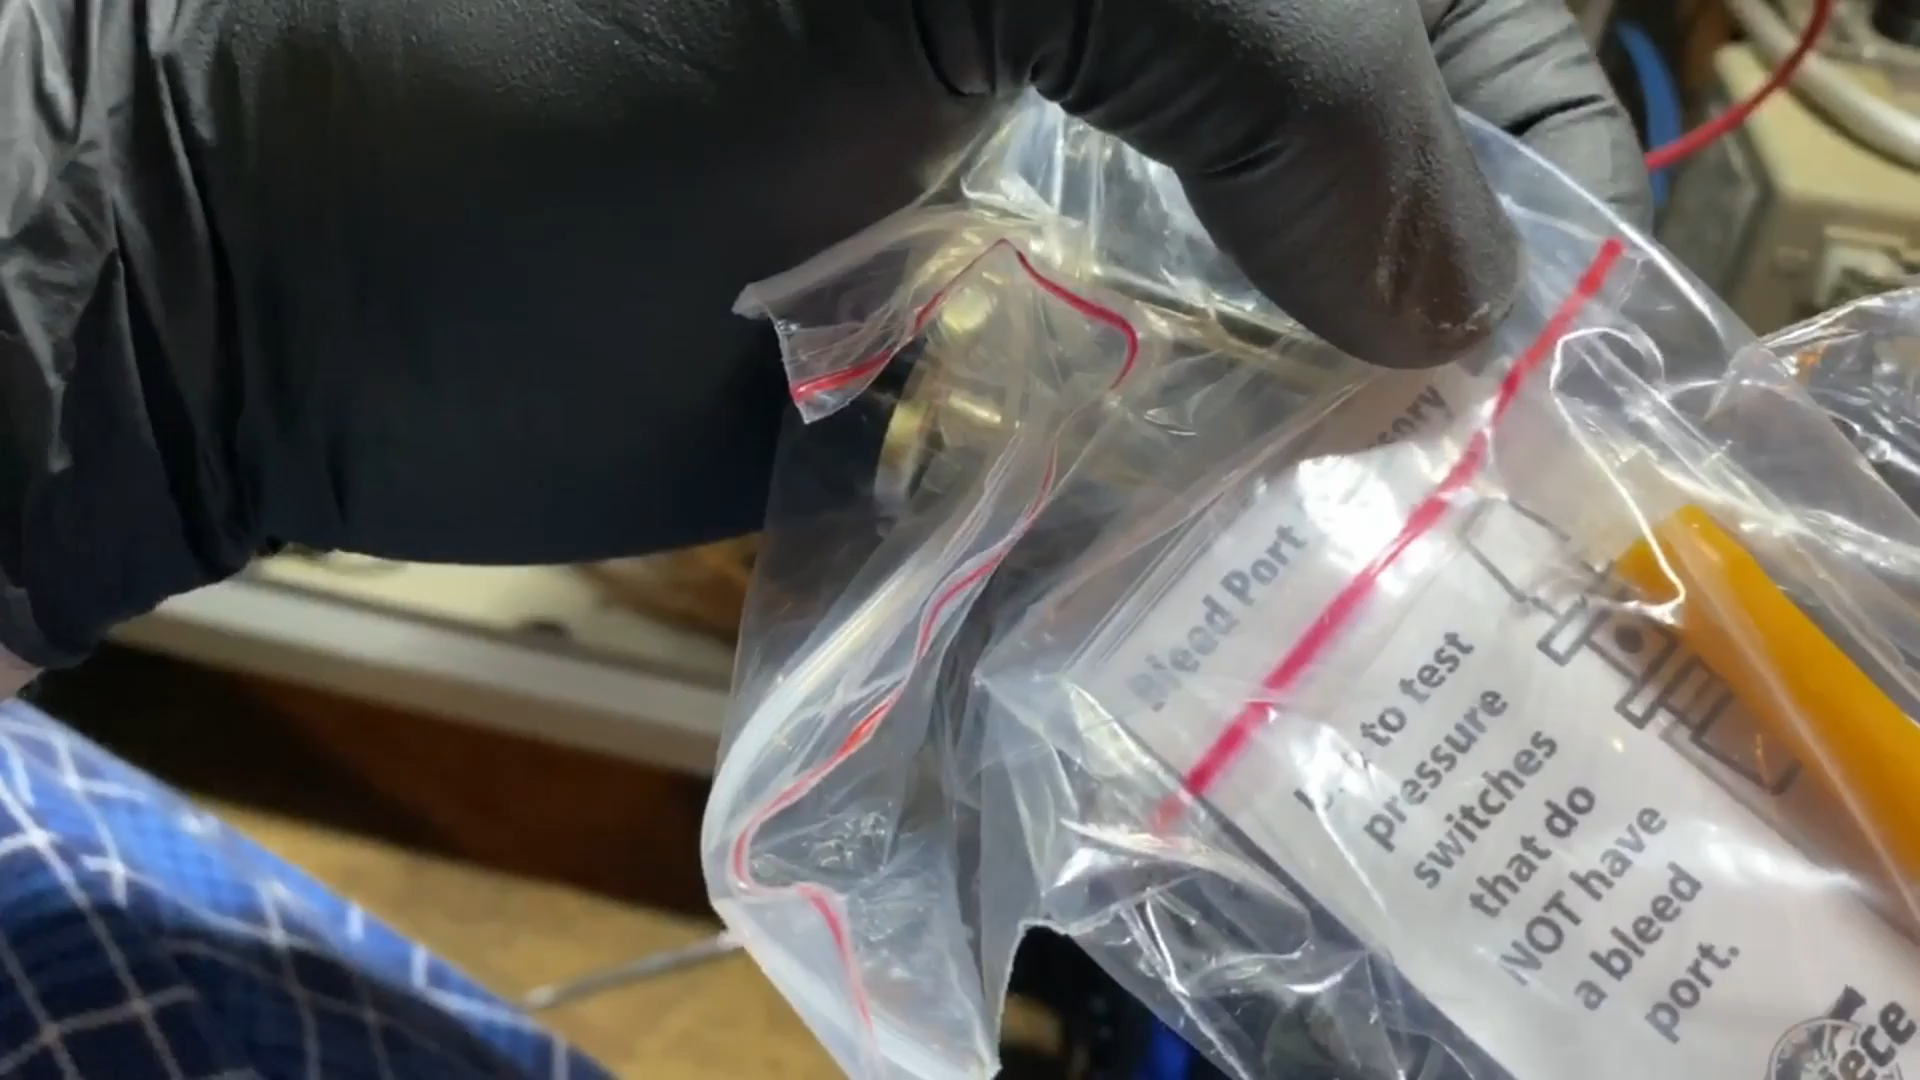 Bleed Port
to test
pressure
switches
that do
NOT have
a bleed
port.